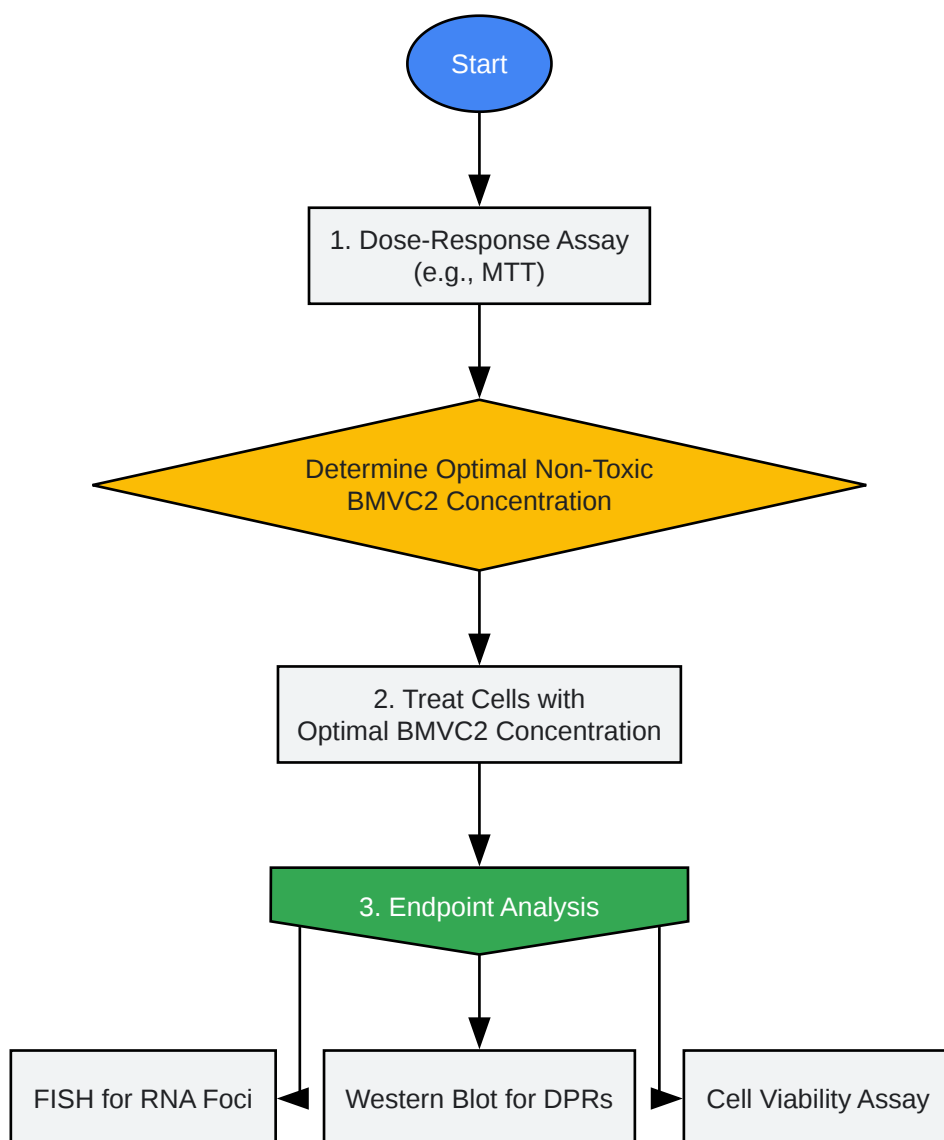 Start
1. Dose-Response Assay
(e.g., MTT)
Determine Optimal Non-Toxic
BMVC2 Concentration
2. Treat Cells with
Optimal BMVC2 Concentration
3. Endpoint Analysis
FISH for RNA Foci
Western Blot for DPRs
Cell Viability Assay